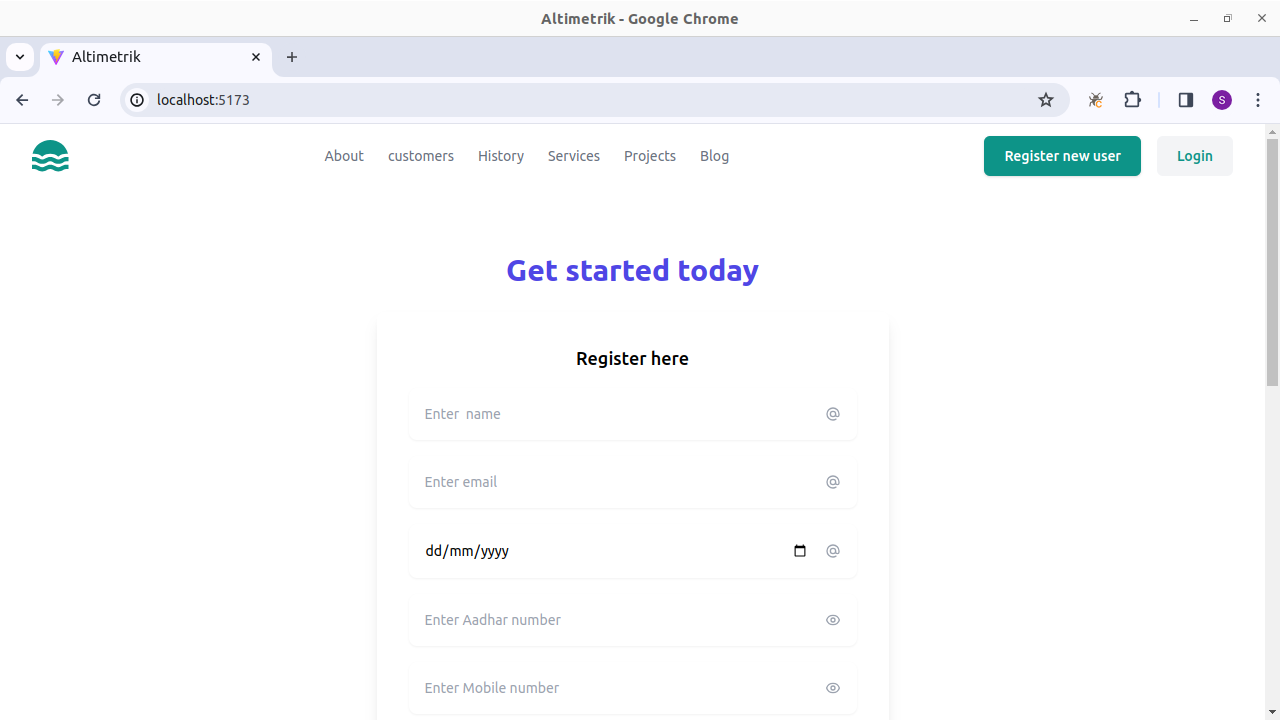 Altimetrik - Google Chrome
Altimetrik
localhost:5173
C
S
About customers History Services Projects Blog
Register new user Login
Get started today
Register here
Enter name
@
Enter email
@
dd/mm/yyyy
@
Enter Aadhar number
Enter Mobile number